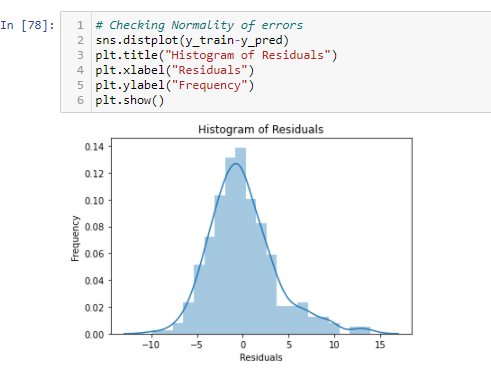 In [78]:
1 # Checking Normality of errors
2 sns.distplot(y_train-y_pred)
3 plt.title("Histogram of Residuals")
4 plt.xlabel("Residuals")
5 plt.ylabel("Frequency")
6 plt.show()
Histogram of Residuals
0.14
0.12
0.10
0.08
0.06
0.04
0.02
0.00
Frequency
−10 −5 0 5 10 15
Residuals